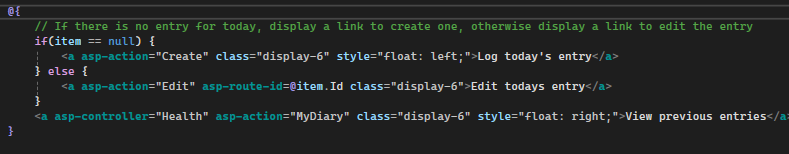 @{
// If there is no entry for today, display a link to create one, otherwise display a link to edit the entry
if(item == null) {
<a asp-action="Create" class="display-6" style="float: left;">Log today's entry</a>
} else {
<a asp-action="Edit" asp-route-id=@item.Id class="display-6">Edit todays entry</a>
}
<a asp-controller="Health" asp-action="MyDiary" class="display-6" style="float: right;">View previous entries</a>
}